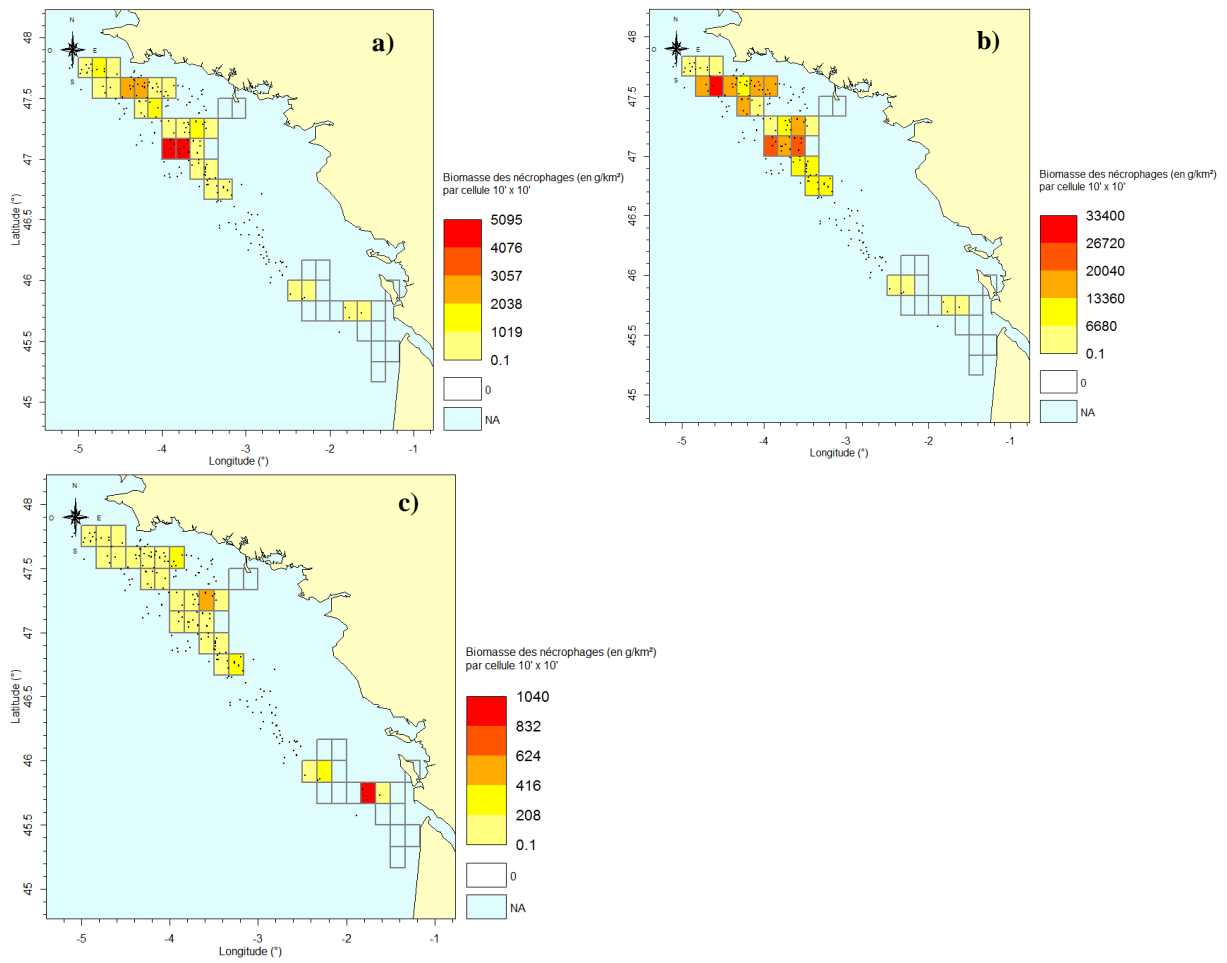 a)
N
O
E
S
48
47.5
47
46.5
46
45.5
45
Latitude (°)
-5
-4
-3
-2
-1
Longitude (°)
Biomasse des nécrophages (en g/km²)
par cellule 10' x 10'
5095
4076
3057
2038
1019
0.1
0
NA
b)
N
O
E
S
48
47.5
47
46.5
46
45.5
45
-5
-4
-3
-2
-1
Longitude (°)
Biomasse des nécrophages (en g/km²)
par cellule 10' x 10'
33400
26720
20040
13360
6680
0.1
0
NA
c)
N
O
E
S
48
47.5
47
46.5
46
45.5
45
Latitude (°)
-5
-4
-3
-2
-1
Longitude (°)
Biomasse des nécrophages (en g/km²)
par cellule 10' x 10'
1040
832
624
416
208
0.1
0
NA